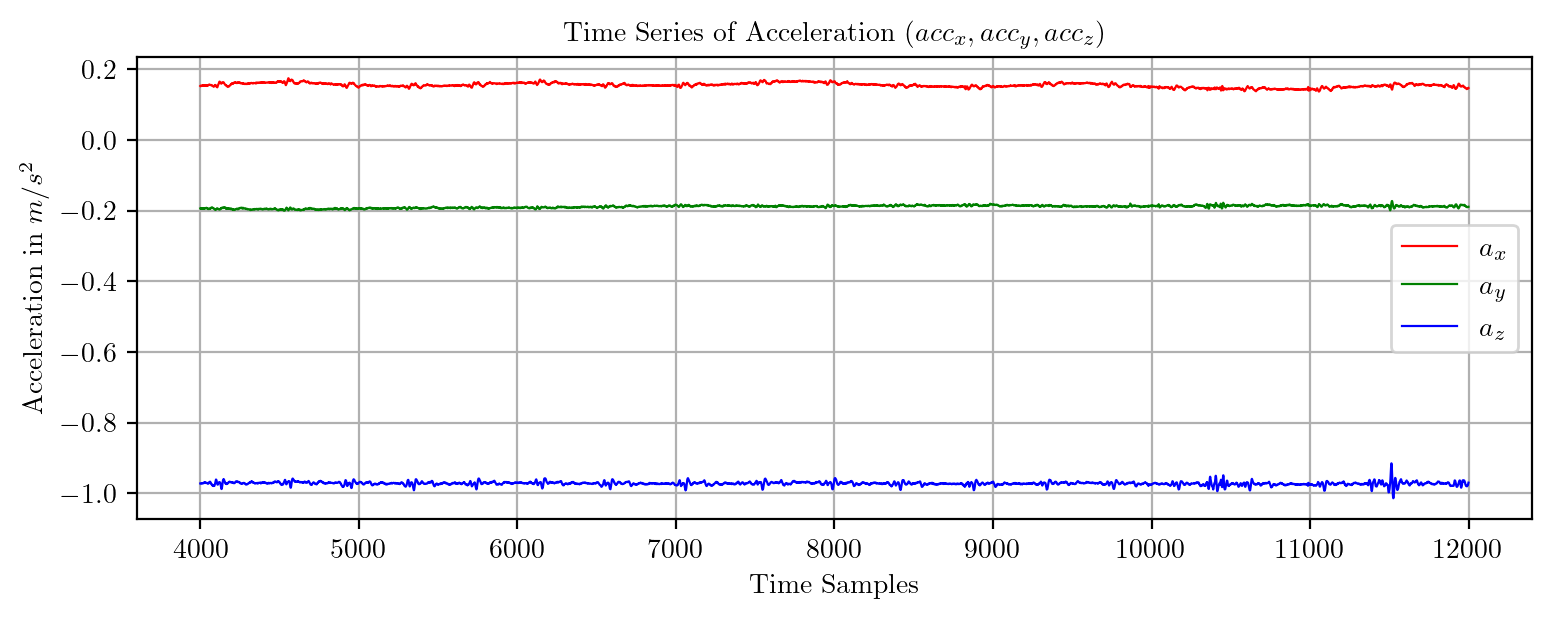 Time Series of Acceleration (acc_x, acc_y, acc_z)
Acceleration in m/s^2
0.2
0.0
−0.2
−0.4
−0.6
−0.8
−1.0
a_x
a_y
a_z
4000 5000 6000 7000 8000 9000 10000 11000 12000
Time Samples